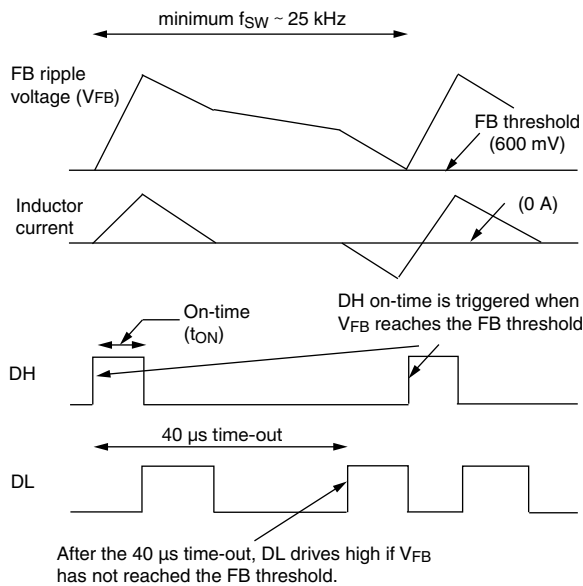 minimum fSW ~ 25 kHz
FB ripple
voltage (VFB)
FB threshold
(600 mV)
Inductor
current
(0 A)
DH on-time is triggered when
VFB reaches the FB threshold
On-time
(tON)
DH
40 µs time-out
DL
After the 40 µs time-out, DL drives high if VFB
has not reached the FB threshold.